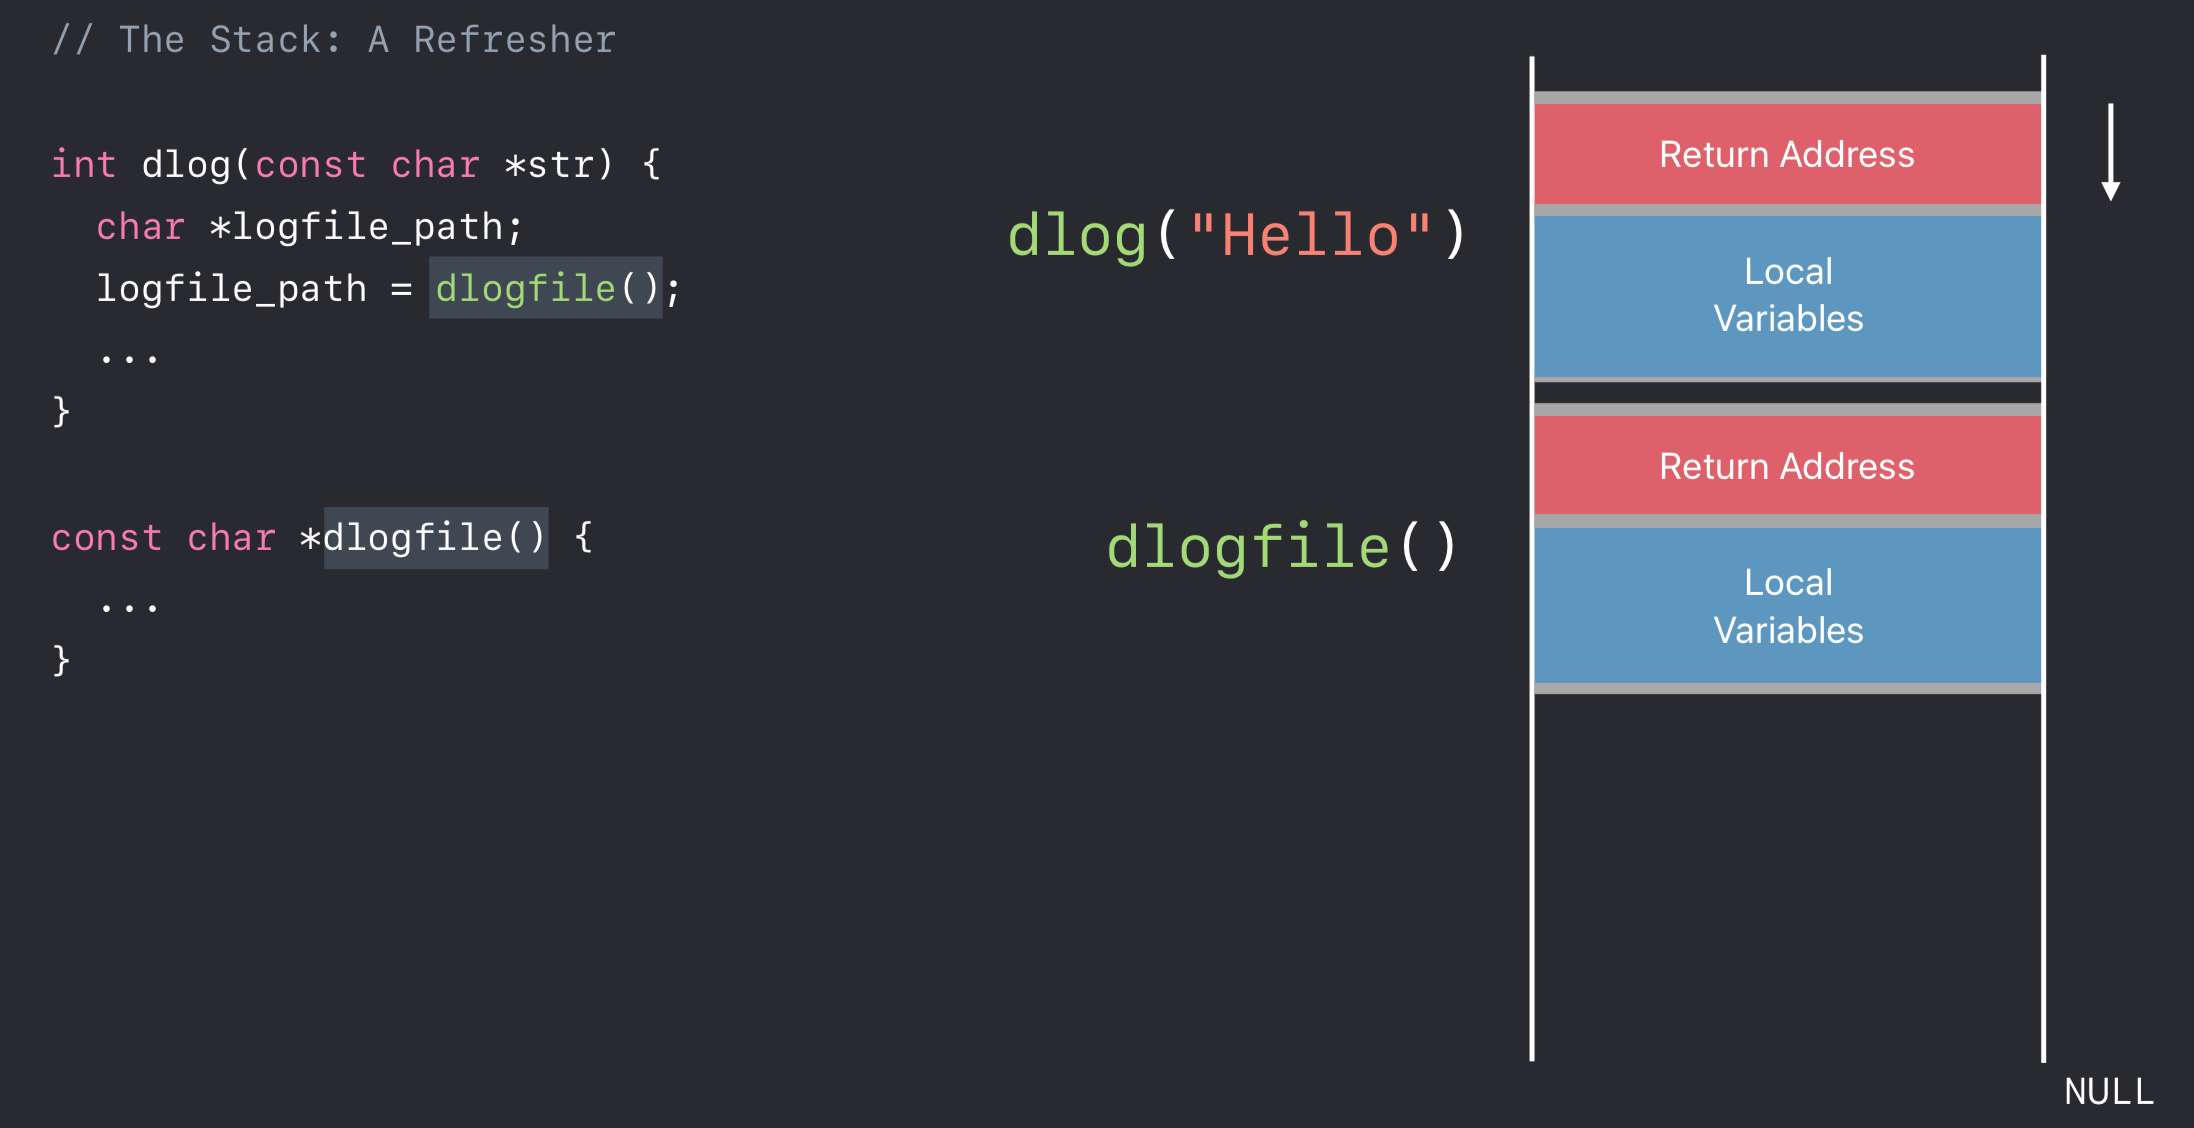 // The Stack: A Refresher
int dlog(const char *str) {
char *logfile_path;
logfile_path = dlogfile();
...
}
const char *dlogfile() {
...
}
dlog("Hello")
dlogfile()
Return Address
Local
Variables
Return Address
Local
Variables
NULL